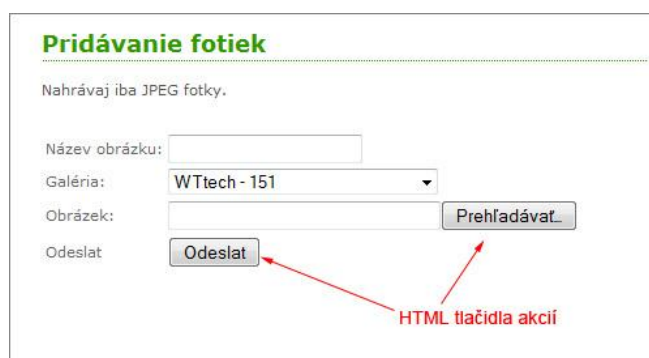 Pridávanie fotiek
Nahrávaj iba JPEG fotky.
Název obrázku:
Galéria: WTtech - 151
Obrázek: Prehľadávať...
Odeslat Odeslat
HTML tlačidla akcií